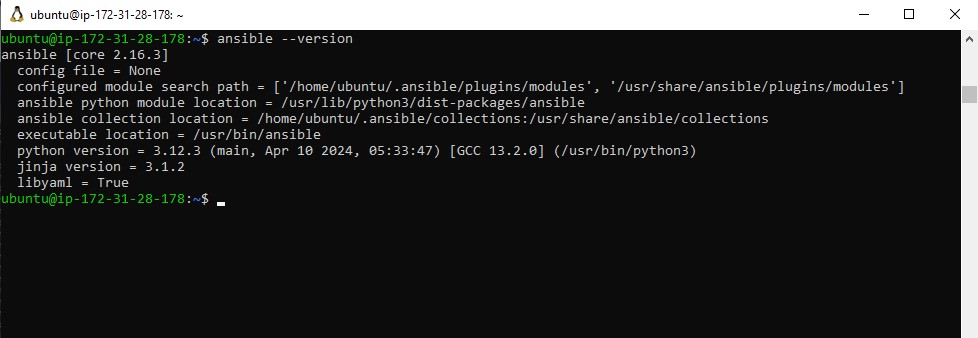 ubuntu@ip-172-31-28-178: ~
ubuntu@ip-172-31-28-178:~$ ansible --version
ansible [core 2.16.3]
  config file = None
  configured module search path = ['/home/ubuntu/.ansible/plugins/modules', '/usr/share/ansible/plugins/modules']
  ansible python module location = /usr/lib/python3/dist-packages/ansible
  ansible collection location = /home/ubuntu/.ansible/collections:/usr/share/ansible/collections
  executable location = /usr/bin/ansible
  python version = 3.12.3 (main, Apr 10 2024, 05:33:47) [GCC 13.2.0] (/usr/bin/python3)
  jinja version = 3.1.2
  libyaml = True
ubuntu@ip-172-31-28-178:~$